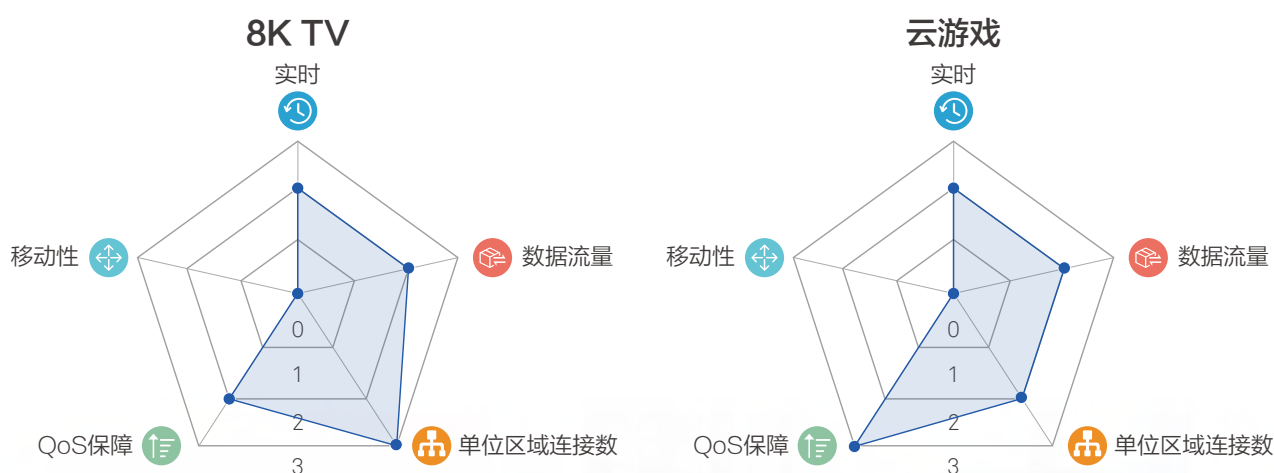 8K TV
实时
移动性
数据流量
0
1
2
3
QoS保障
单位区域连接数
云游戏
实时
移动性
数据流量
0
1
2
3
QoS保障
单位区域连接数